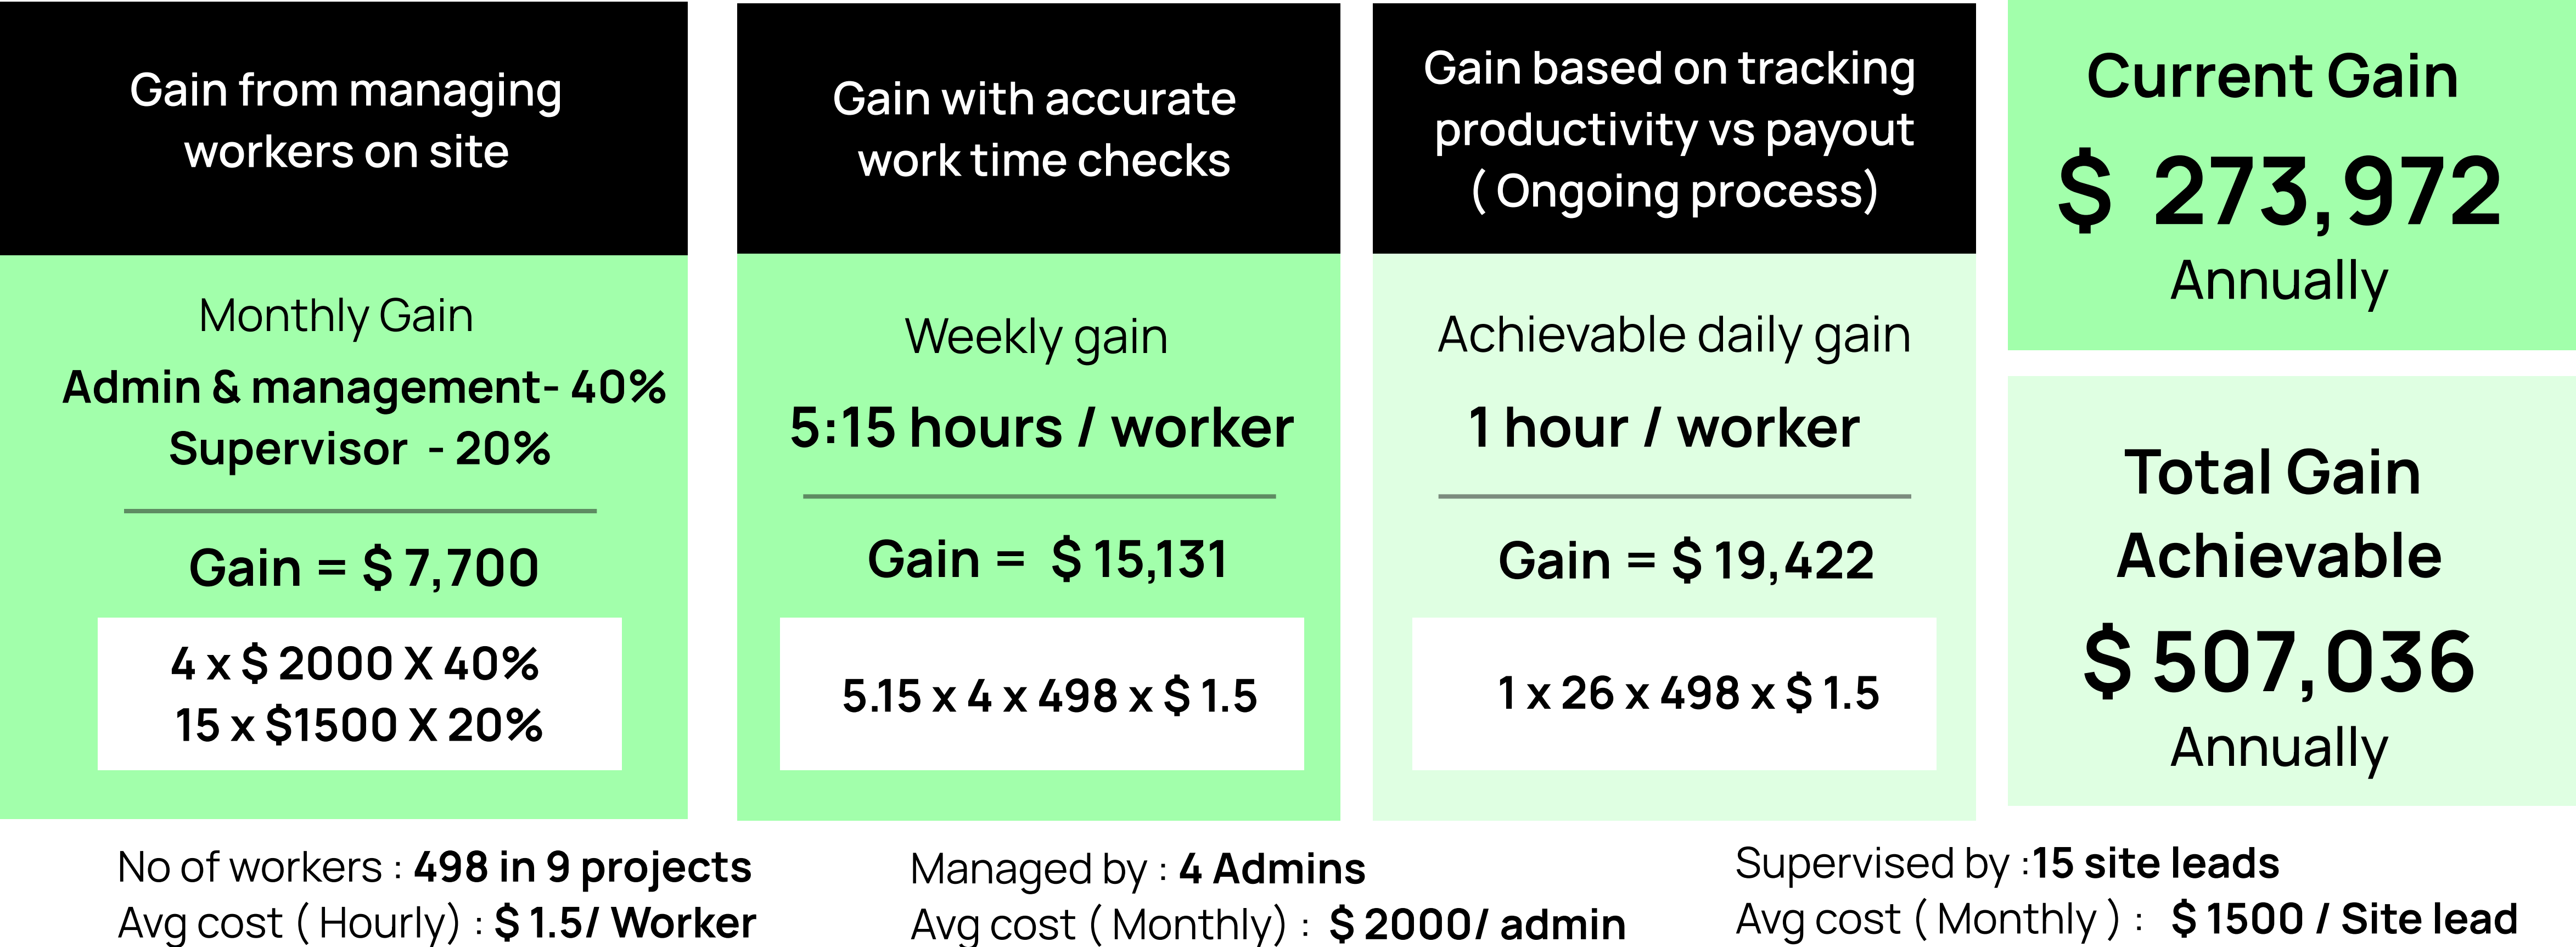 Gain from managing
workers on site
Monthly Gain
Admin & management- 40%
Supervisor - 20%
Gain = $ 7,700
4 x $ 2000 X 40%
15 x $1500 X 20%
Gain with accurate
work time checks
Weekly gain
5:15 hours / worker
Gain = $ 15,131
5.15 x 4 x 498 x $ 1.5
Gain based on tracking
productivity vs payout
( Ongoing process)
Achievable daily gain
1 hour / worker
Gain = $ 19,422
1 x 26 x 498 x $ 1.5
Current Gain
$ 273,972
Annually
Total Gain
Achievable
$ 507,036
Annually
No of workers : 498 in 9 projects
Avg cost ( Hourly) : $ 1.5/ Worker
Managed by : 4 Admins
Avg cost ( Monthly) : $ 2000/ admin
Supervised by :15 site leads
Avg cost ( Monthly ) : $ 1500 / Site lead